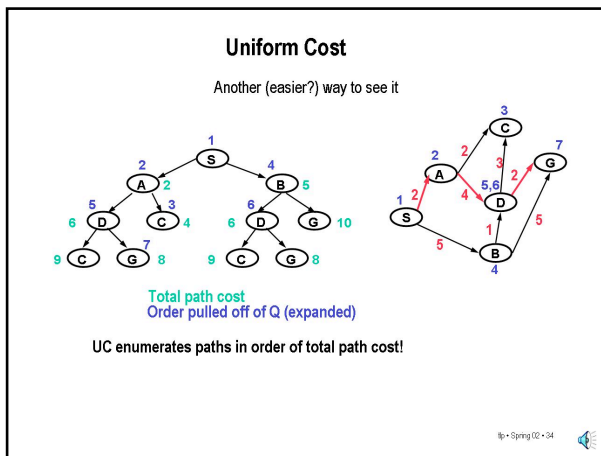 Uniform Cost
Another (easier?) way to see it
1
S
2
A 2
4
B 5
5
6 D
3
C 4
6
6 D
G 10
9 C
7
G 8
9 C
G 8
Total path cost
Order pulled off of Q (expanded)
3
C
7
G
2
A
2
3
5,6
D
2
1
S
2
4
5
1
5
B
4
UC enumerates paths in order of total path cost!
tlp • Spring 02 • 34